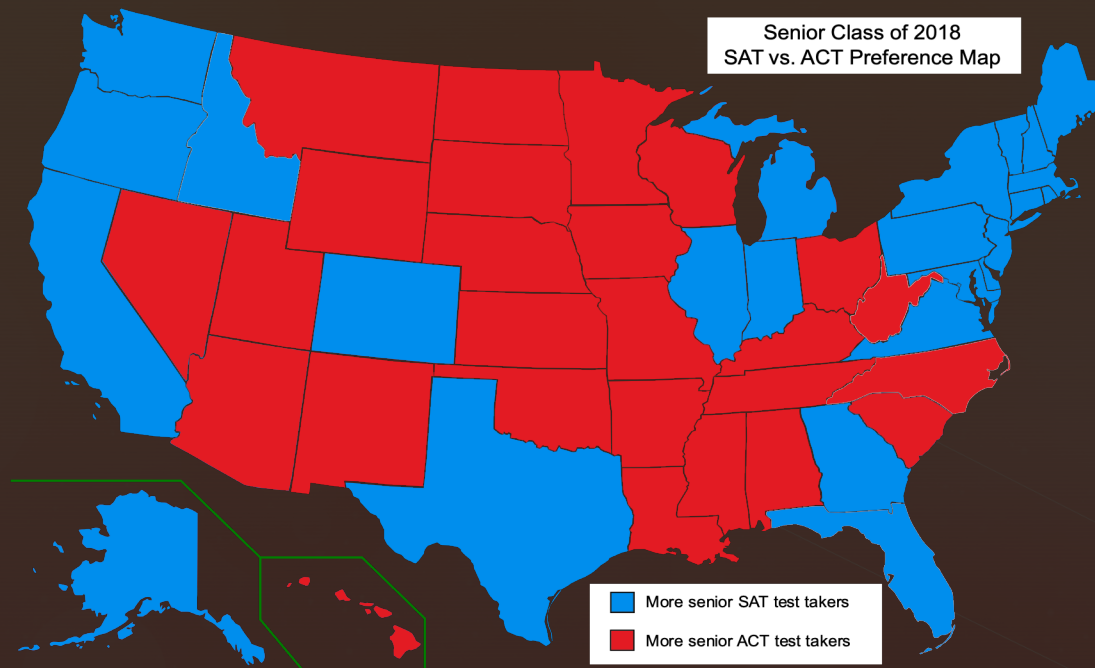 Senior Class of 2018
SAT vs. ACT Preference Map
More senior SAT test takers
More senior ACT test takers